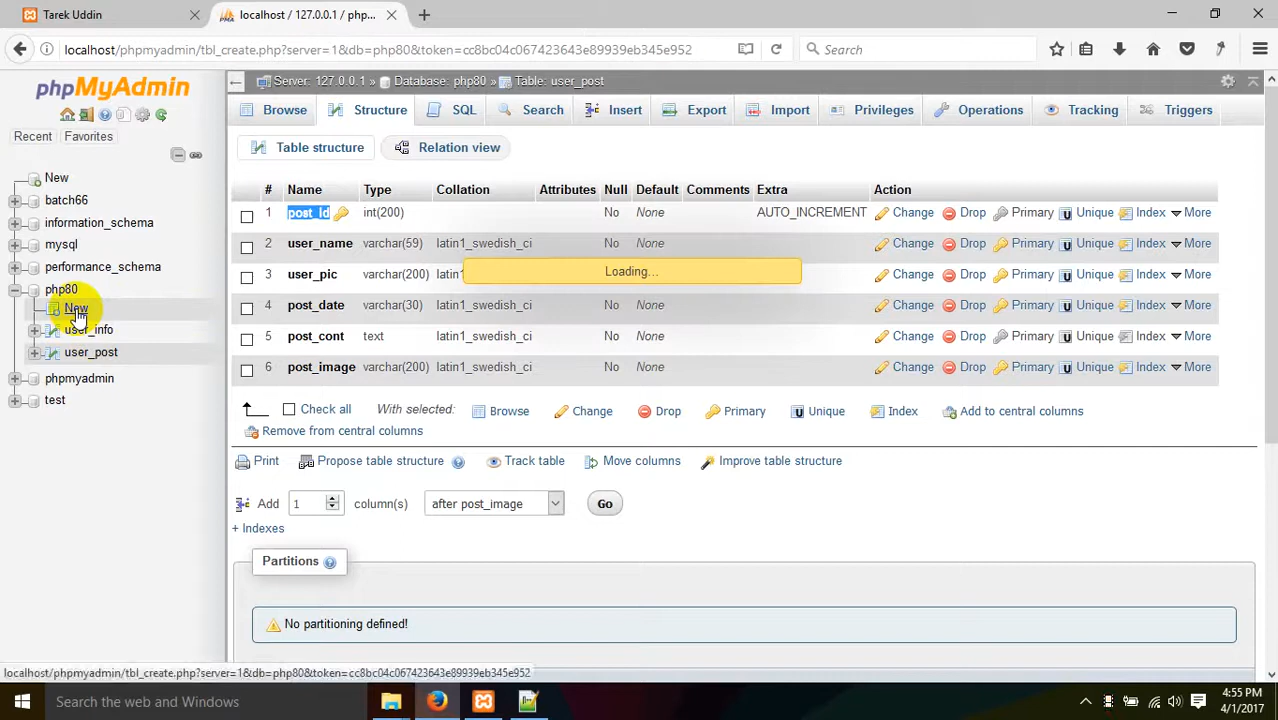 Tarek Uddin
localhost / 127.0.0.1 / php...
localhost/phpmyadmin/tbl_create.php?server=1&db=php80&token=cc8bc04c067423643e89939eb345e952
Search
phpMyAdmin
Recent
Favorites
New
batch66
information_schema
mysql
performance_schema
php80
New
user_info
user_post
phpmyadmin
test
Server: 127.0.0.1 » Database: php80 » Table: user_post
Browse Structure SQL Search Insert Export Import Privileges Operations Tracking Triggers
Table structure Relation view
# Name Type Collation Attributes Null Default Comments Extra Action
1 post_Id int(200) No None AUTO_INCREMENT Change Drop Primary Unique Index More
2 user_name varchar(59) latin1_swedish_ci No None Change Drop Primary Unique Index More
Loading...
3 user_pic varchar(200) latin1 No None Change Drop Primary Unique Index More
4 post_date varchar(30) latin1_swedish_ci No None Change Drop Primary Unique Index More
5 post_cont text latin1_swedish_ci No None Change Drop Primary Unique Index More
6 post_image varchar(200) latin1_swedish_ci No None Change Drop Primary Unique Index More
Check all With selected: Browse Change Drop Primary Unique Index Add to central columns
Remove from central columns
Print Propose table structure Track table Move columns Improve table structure
Add 1 column(s) after post_image Go
+ Indexes
Partitions
No partitioning defined!
localhost/phpmyadmin/tbl_create.php?server=1&db=php80&token=cc8bc04c067423643e89939eb345e952
Search the web and Windows
4:55 PM
4/1/2017